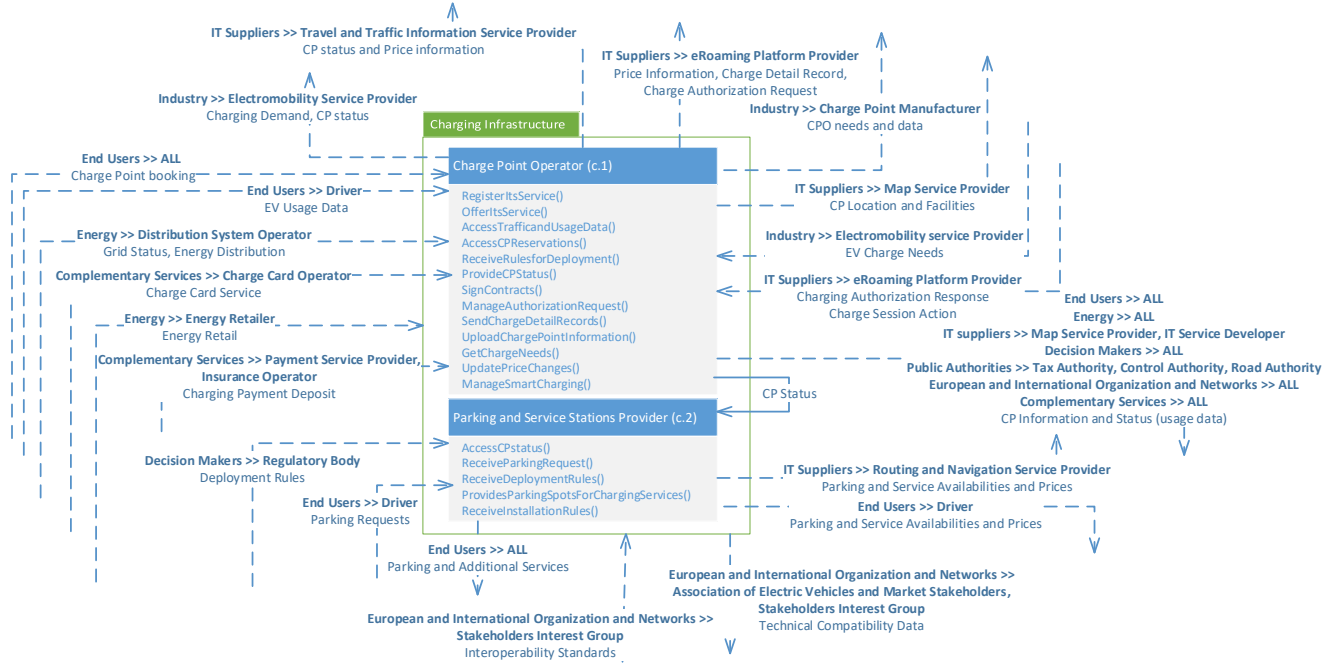 IT Suppliers >> Travel and Traffic Information Service Provider
CP status and Price information
IT Suppliers >> eRoaming Platform Provider
Price Information, Charge Detail Record,
Charge Authorization Request
Industry >> Electromobility Service Provider
Charging Demand, CP status
Industry >> Charge Point Manufacturer
CPO needs and data
Charging Infrastructure
End Users >> ALL
Charge Point booking
End Users >> Driver
EV Usage Data
Energy >> Distribution System Operator
Grid Status, Energy Distribution
Complementary Services >> Charge Card Operator
Charge Card Service
Energy >> Energy Retailer
Energy Retail
Complementary Services >> Payment Service Provider,
Insurance Operator
Charging Payment Deposit
Decision Makers >> Regulatory Body
Deployment Rules
End Users >> Driver
Parking Requests
Charge Point Operator (c.1)
RegisterItsService()
OfferItsService()
AccessTrafficandUsageData()
AccessCPReservations()
ReceiveRulesforDeployment()
ProvideCPStatus()
SignContracts()
ManageAuthorizationRequest()
SendChargeDetailRecords()
UploadChargePointInformation()
GetChargeNeeds()
UpdatePriceChanges()
ManageSmartCharging()
Parking and Service Stations Provider (c.2)
AccessCPstatus()
ReceiveParkingRequest()
ReceiveDeploymentRules()
ProvidesParkingSpotsForChargingServices()
ReceiveInstallationRules()
IT Suppliers >> Map Service Provider
CP Location and Facilities
Industry >> Electromobility service Provider
EV Charge Needs
IT Suppliers >> eRoaming Platform Provider
Charging Authorization Response
Charge Session Action
End Users >> ALL
Energy >> ALL
IT suppliers >> Map Service Provider, IT Service Developer
Decision Makers >> ALL
Public Authorities >> Tax Authority, Control Authority, Road Authority
European and International Organization and Networks >> ALL
Complementary Services >> ALL
CP Information and Status (usage data)
CP Status
IT Suppliers >> Routing and Navigation Service Provider
Parking and Service Availabilities and Prices
End Users >> Driver
Parking and Service Availabilities and Prices
End Users >> ALL
Parking and Additional Services
European and International Organization and Networks >>
Association of Electric Vehicles and Market Stakeholders,
Stakeholders Interest Group
Technical Compatibility Data
European and International Organization and Networks >>
Stakeholders Interest Group
Interoperability Standards